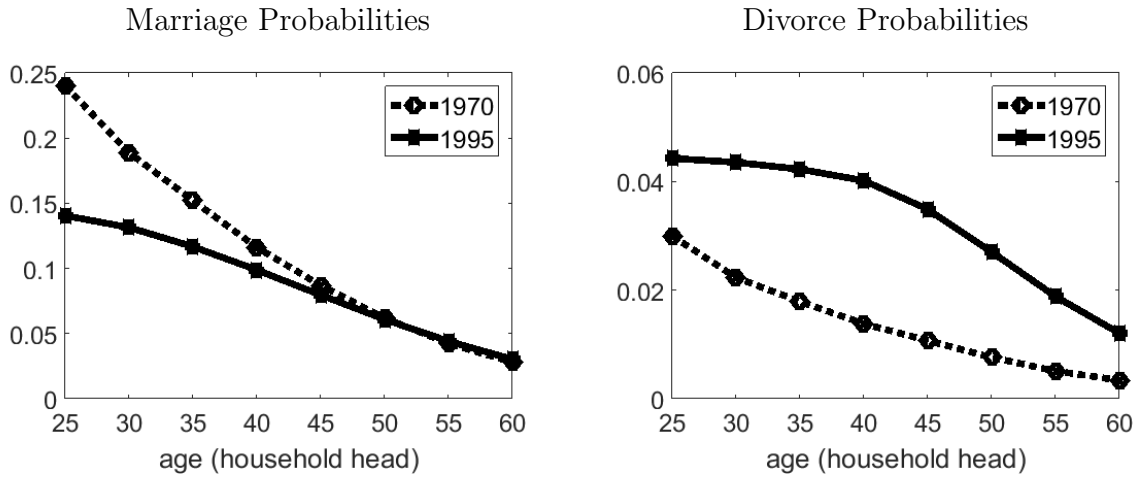 Marriage Probabilities
0.25
0.2
0.15
0.1
0.05
0
25 30 35 40 45 50 55 60
age (household head)
1970
1995
Divorce Probabilities
0.06
0.04
0.02
0
25 30 35 40 45 50 55 60
age (household head)
1970
1995